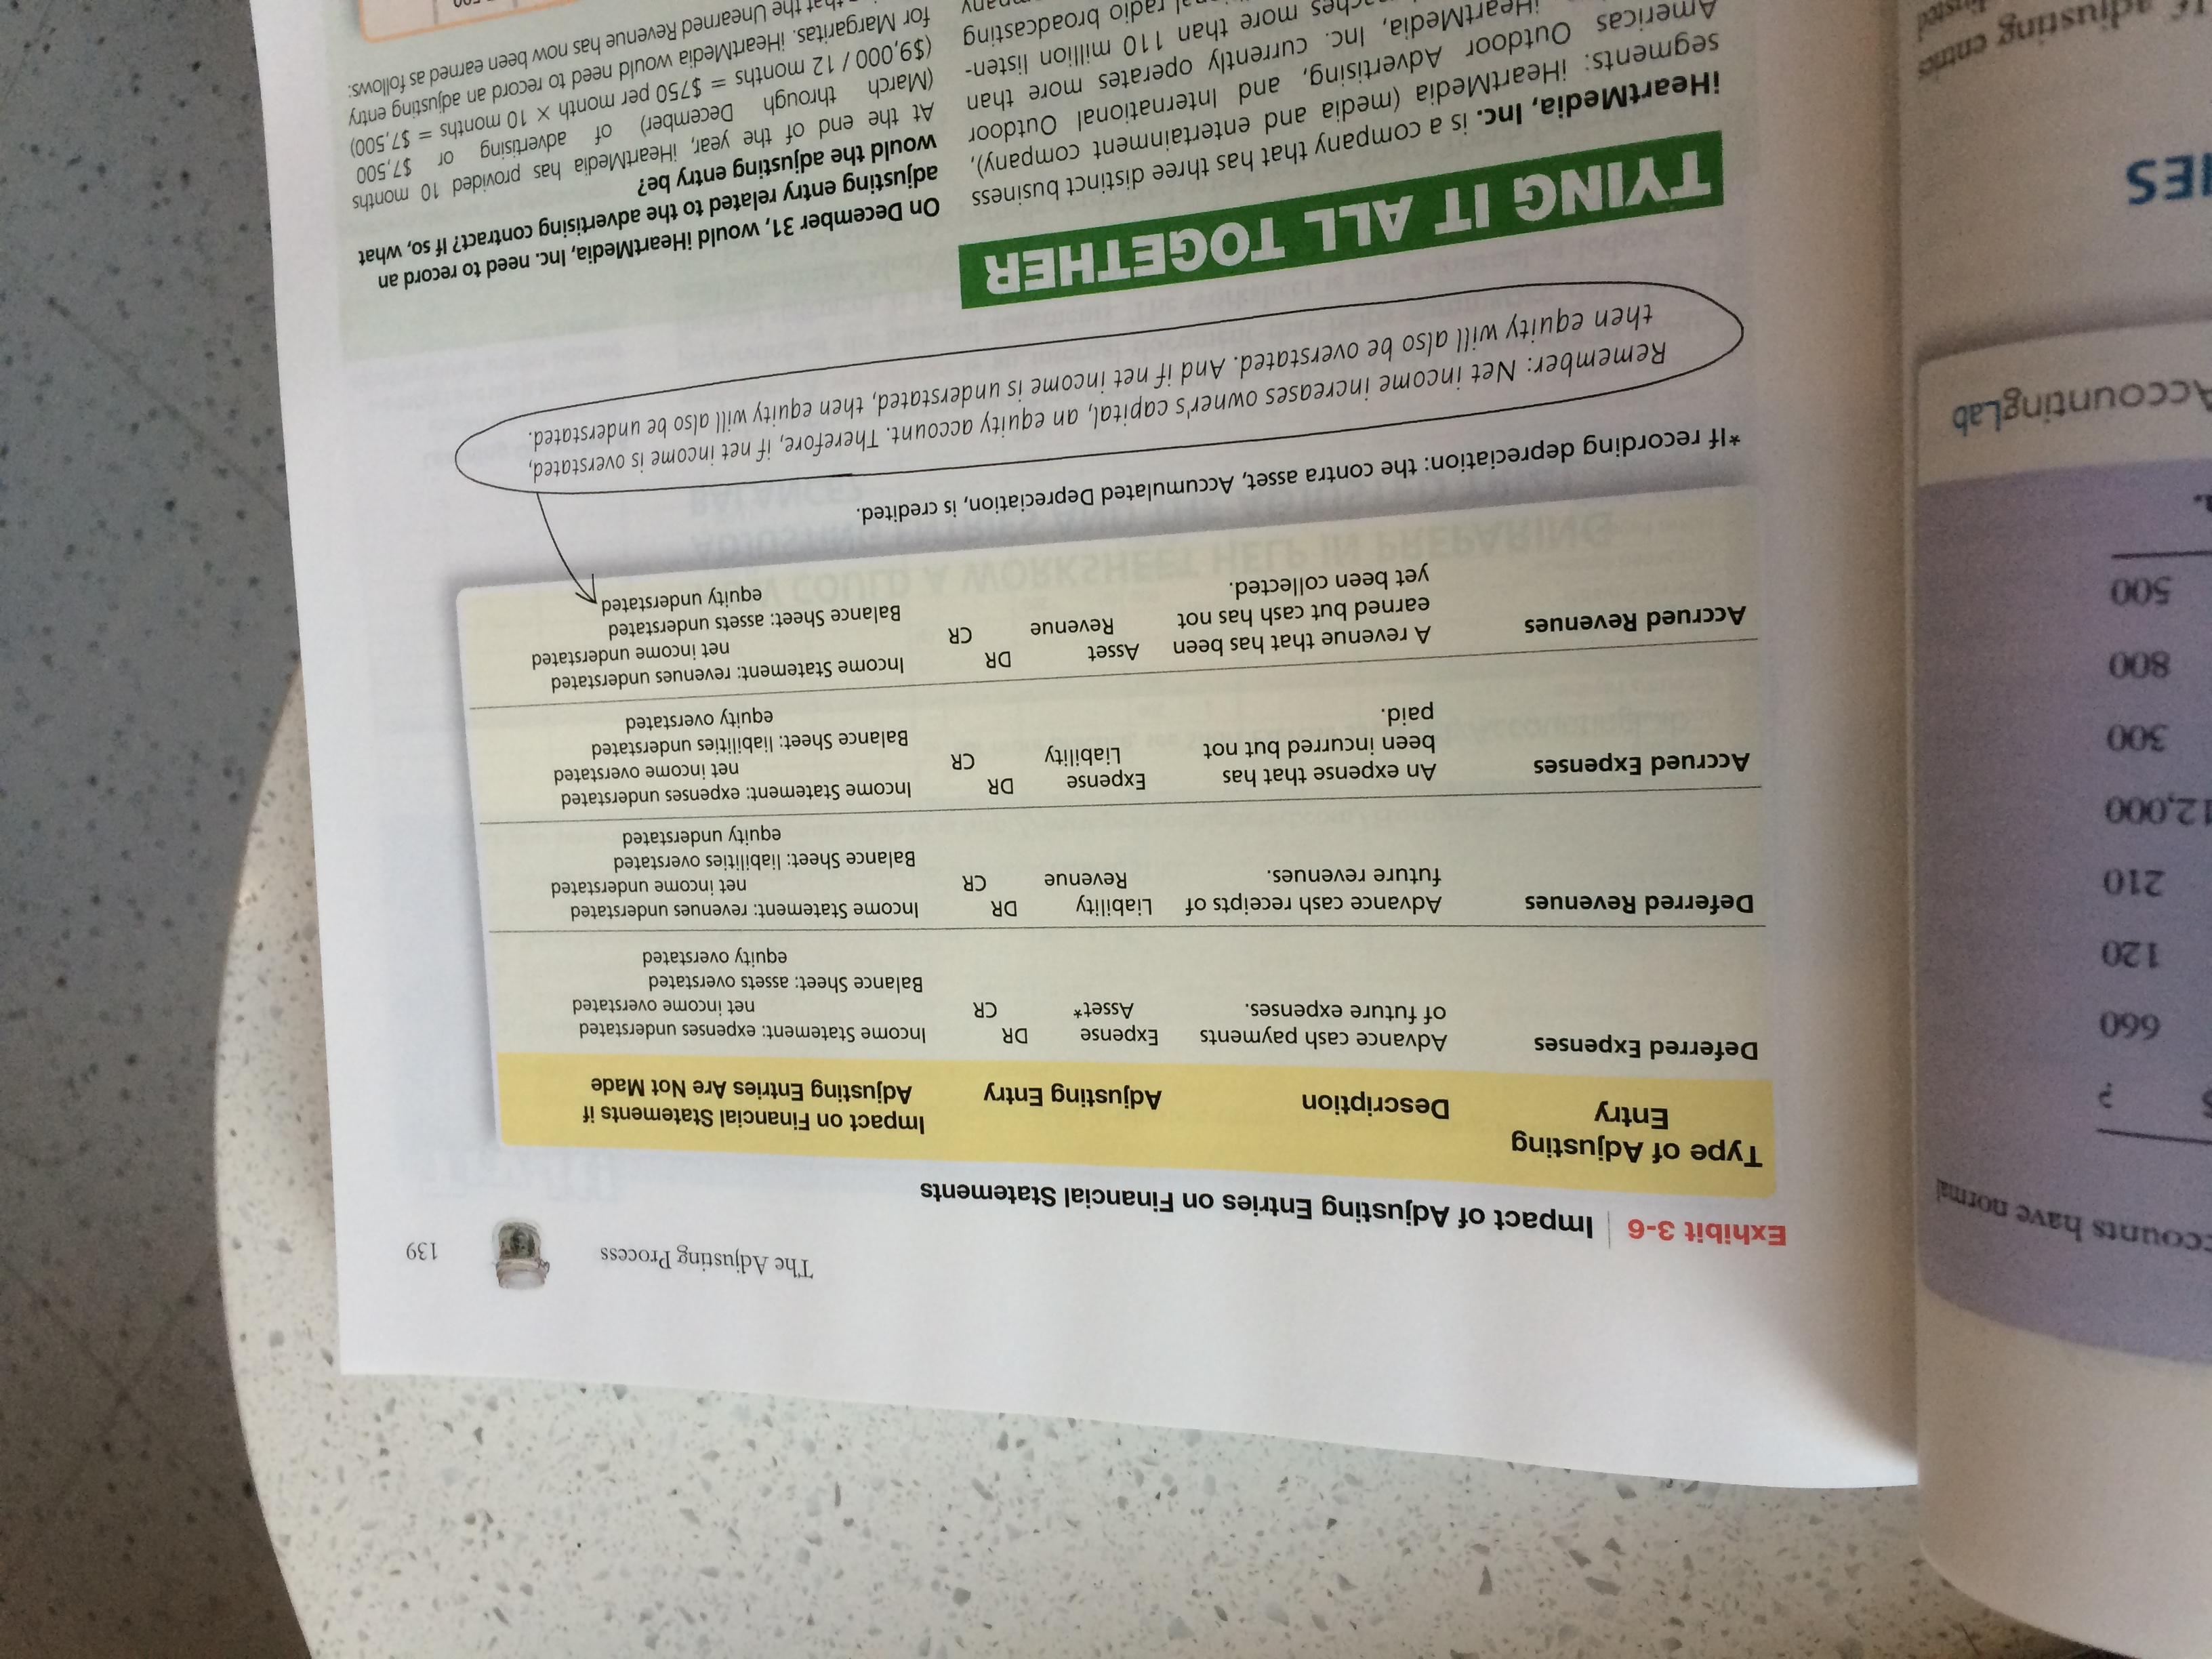 The Adjusting Process 139
Exhibit 3-6 | Impact of Adjusting Entries on Financial Statements
Type of Adjusting
Entry
Description
Adjusting Entry
Impact on Financial Statements if
Adjusting Entries Are Not Made
Deferred Expenses
Advance cash payments
of future expenses.
Expense DR
Asset* CR
Income Statement: expenses understated
net income overstated
Balance Sheet: assets overstated
equity overstated
Deferred Revenues
Advance cash receipts of
future revenues.
Liability DR
Revenue CR
Income Statement: revenues understated
net income understated
Balance Sheet: liabilities overstated
equity understated
Accrued Expenses
An expense that has
been incurred but not
paid.
Expense DR
Liability CR
Income Statement: expenses understated
net income overstated
Balance Sheet: liabilities understated
equity overstated
Accrued Revenues
A revenue that has been
earned but cash has not
yet been collected.
Asset DR
Revenue CR
Income Statement: revenues understated
net income understated
Balance Sheet: assets understated
equity understated
*If recording depreciation: the contra asset, Accumulated Depreciation, is credited.
Remember: Net income increases owner's capital, an equity account. Therefore, if net income is overstated,
then equity will also be overstated. And if net income is understated, then equity will also be understated.
TYING IT ALL TOGETHER
iHeartMedia, Inc. is a company that has three distinct business
segments: iHeartMedia (media and entertainment company),
Americas Outdoor Advertising, and International Outdoor
iHeartMedia, Inc. currently operates more than
more than 110 million listen-
radio broadcasting
On December 31, would iHeartMedia, Inc. need to record an
adjusting entry related to the advertising contract? If so, what
would the adjusting entry be?
At the end of the year, iHeartMedia has provided 10 months
(March through December) of advertising or $7,500
($9,000 / 12 months = $750 per month × 10 months = $7,500)
for Margaritas. iHeartMedia would need to record an adjusting entry
that the Unearned Revenue has now been earned as follows:
counts have normal
?
660
120
210
12,000
300
800
500
AccountingLab
IES
If adjusting entries